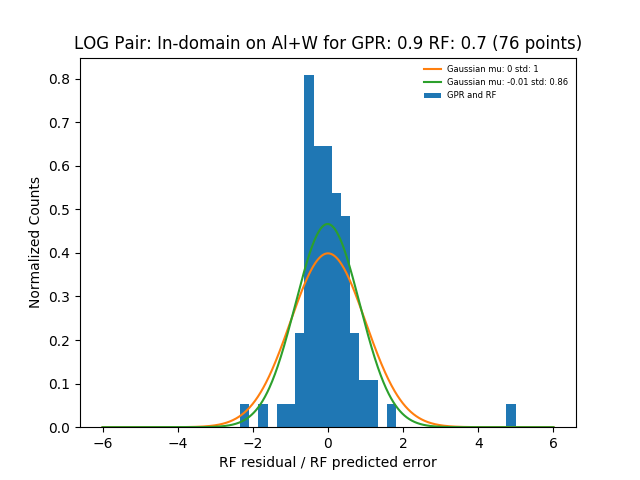 LOG Pair: In-domain on Al+W for GPR: 0.9 RF: 0.7 (76 points)
Gaussian mu: 0 std: 1
Gaussian mu: -0.01 std: 0.86
GPR and RF
Normalized Counts
0.8
0.7
0.6
0.5
0.4
0.3
0.2
0.1
0.0
−6 −4 −2 0 2 4 6
RF residual / RF predicted error